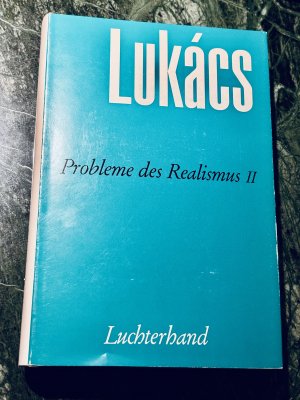 Lukács
Probleme des Realismus II
Luchterhand